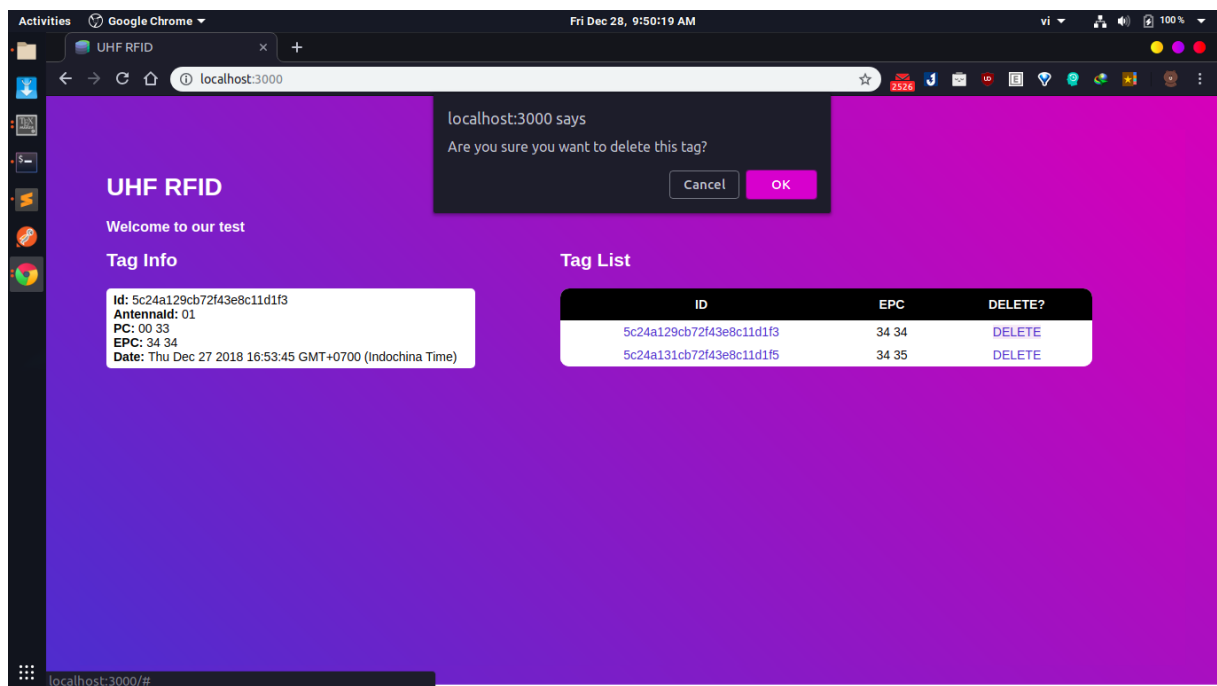 Activities Google Chrome Fri Dec 28, 9:50:19 AM vi 100 %
UHF RFID
localhost:3000
2526
localhost:3000 says
Are you sure you want to delete this tag?
Cancel OK
UHF RFID
Welcome to our test
Tag Info
Id: 5c24a129cb72f43e8c11d1f3
AntennaId: 01
PC: 00 33
EPC: 34 34
Date: Thu Dec 27 2018 16:53:45 GMT+0700 (Indochina Time)
Tag List
ID EPC DELETE?
5c24a129cb72f43e8c11d1f3 34 34 DELETE
5c24a131cb72f43e8c11d1f5 34 35 DELETE
localhost:3000/#